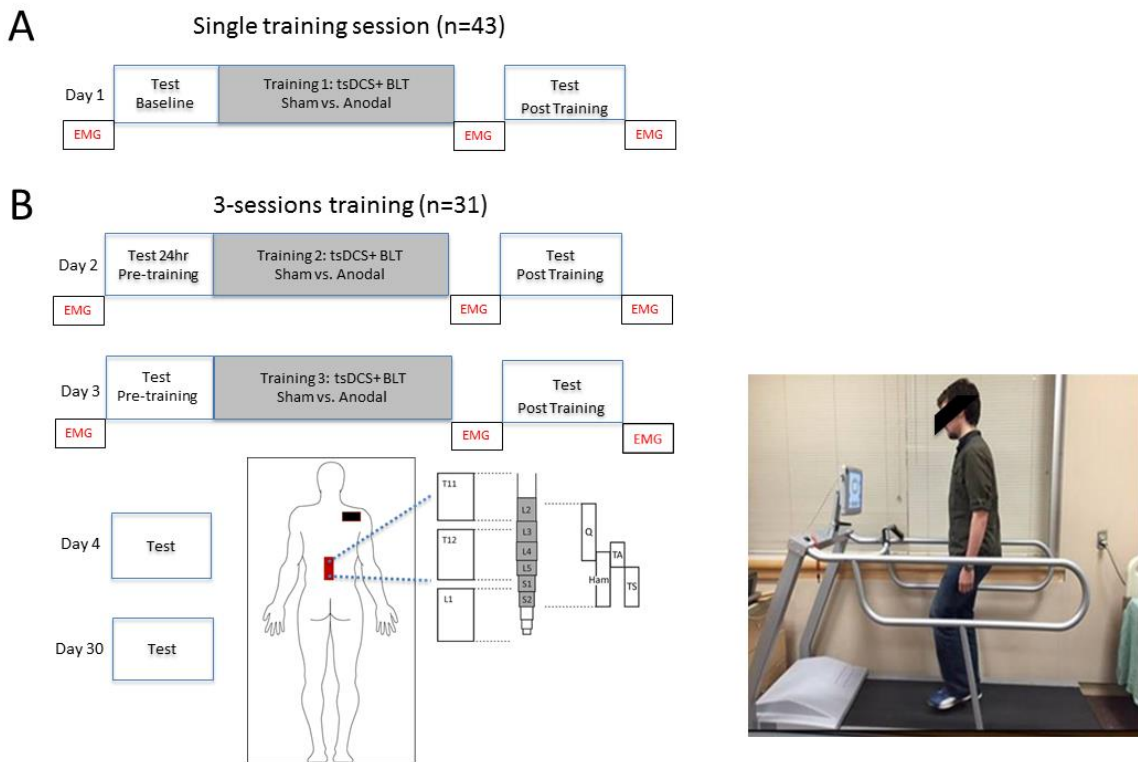 A
Single training session (n=43)
Day 1
Test
Baseline
Training 1: tsDCS+ BLT
Sham vs. Anodal
Test
Post Training
EMG
EMG
EMG
B
3-sessions training (n=31)
Day 2
Test 24hr
Pre-training
Training 2: tsDCS+ BLT
Sham vs. Anodal
Test
Post Training
EMG
EMG
EMG
Day 3
Test
Pre-training
Training 3: tsDCS+ BLT
Sham vs. Anodal
Test
Post Training
EMG
EMG
EMG
Day 4
Test
Day 30
Test
T11
T12
L1
L2
L3
L4
L5
S1
S2
Q
Ham
TA
TS